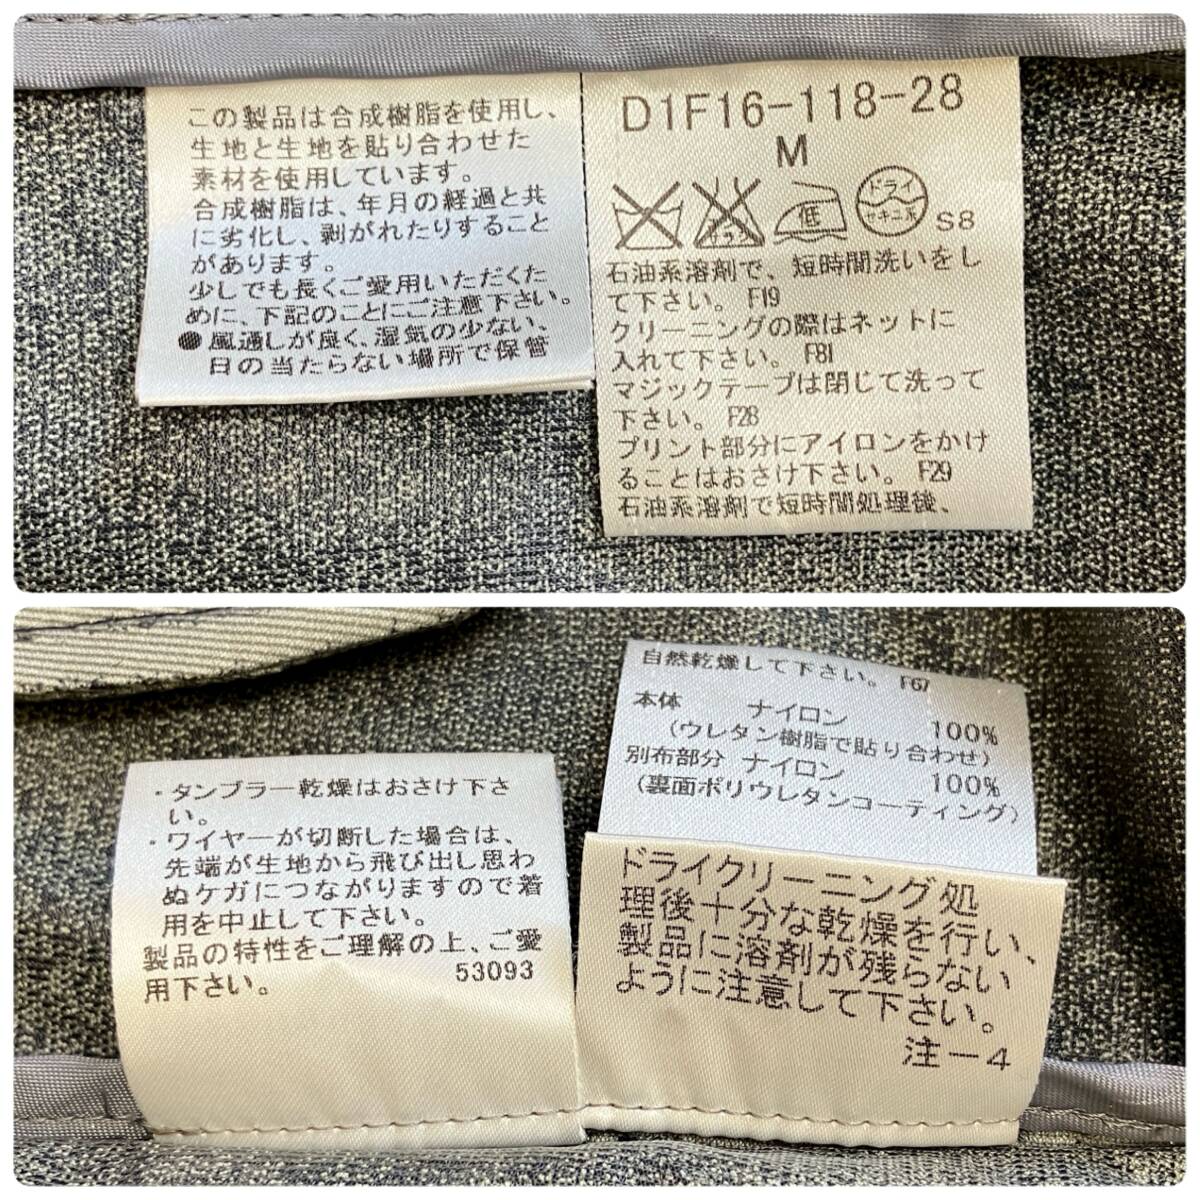 この製品は合成樹脂を使用し、
生地と生地を貼り合わせた
素材を使用しています。
合成樹脂は、年月の経過と共
に劣化し、剥がれたりすること
があります。
少しでも長くご愛用いただくた
めに、下記のことにご注意下さい。
●風通しが良く、湿気の少ない、
日の当たらない場所で保管
D1F16-118-28
M
エンソサラシ
低
ドライ
セキユ系
S8
石油系溶剤で、短時間洗いをし
て下さい。F19
クリーニングの際はネットに
入れて下さい。F81
マジックテープは閉じて洗って
下さい。F28
プリント部分にアイロンをかけ
ることはおさけ下さい。F29
石油系溶剤で短時間処理後、
・タンブラー乾燥はおさけ下さ
い。
・ワイヤーが切断した場合は、
先端が生地から飛び出し思わ
ぬケガにつながりますので着
用を中止して下さい。
製品の特性をご理解の上、ご愛
用下さい。
53093
自然乾燥して下さい。F67
本体 ナイロン 100%
(ウレタン樹脂で貼り合わせ)
別布部分 ナイロン 100%
(裏面ポリウレタンコーティング)
ドライクリーニング処
理後十分な乾燥を行い、
製品に溶剤が残らない
ように注意して下さい。
注-4